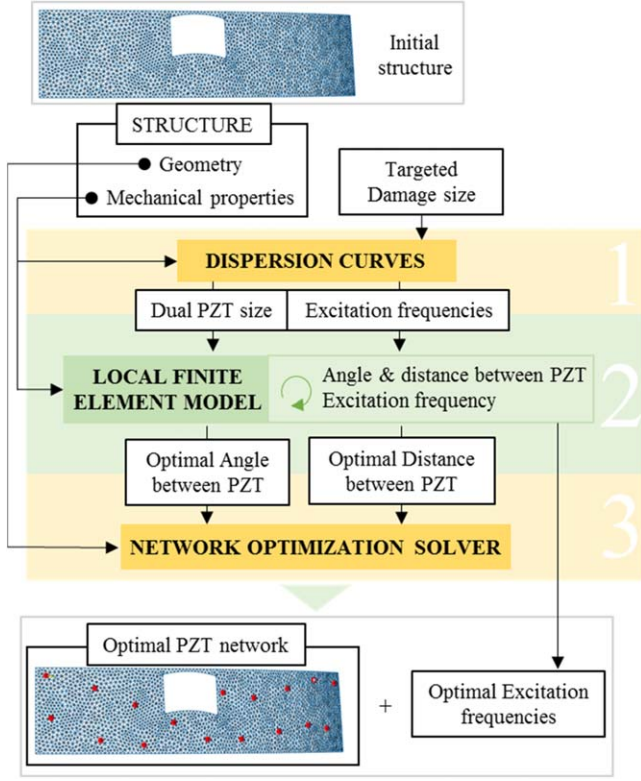 Initial
structure
STRUCTURE
Geometry
Mechanical properties
Targeted
Damage size
DISPERSION CURVES
1
Dual PZT size
Excitation frequencies
LOCAL FINITE
ELEMENT MODEL
Angle & distance between PZT
Excitation frequency
2
Optimal Angle
between PZT
Optimal Distance
between PZT
NETWORK OPTIMIZATION SOLVER
3
Optimal PZT network
+
Optimal Excitation
frequencies